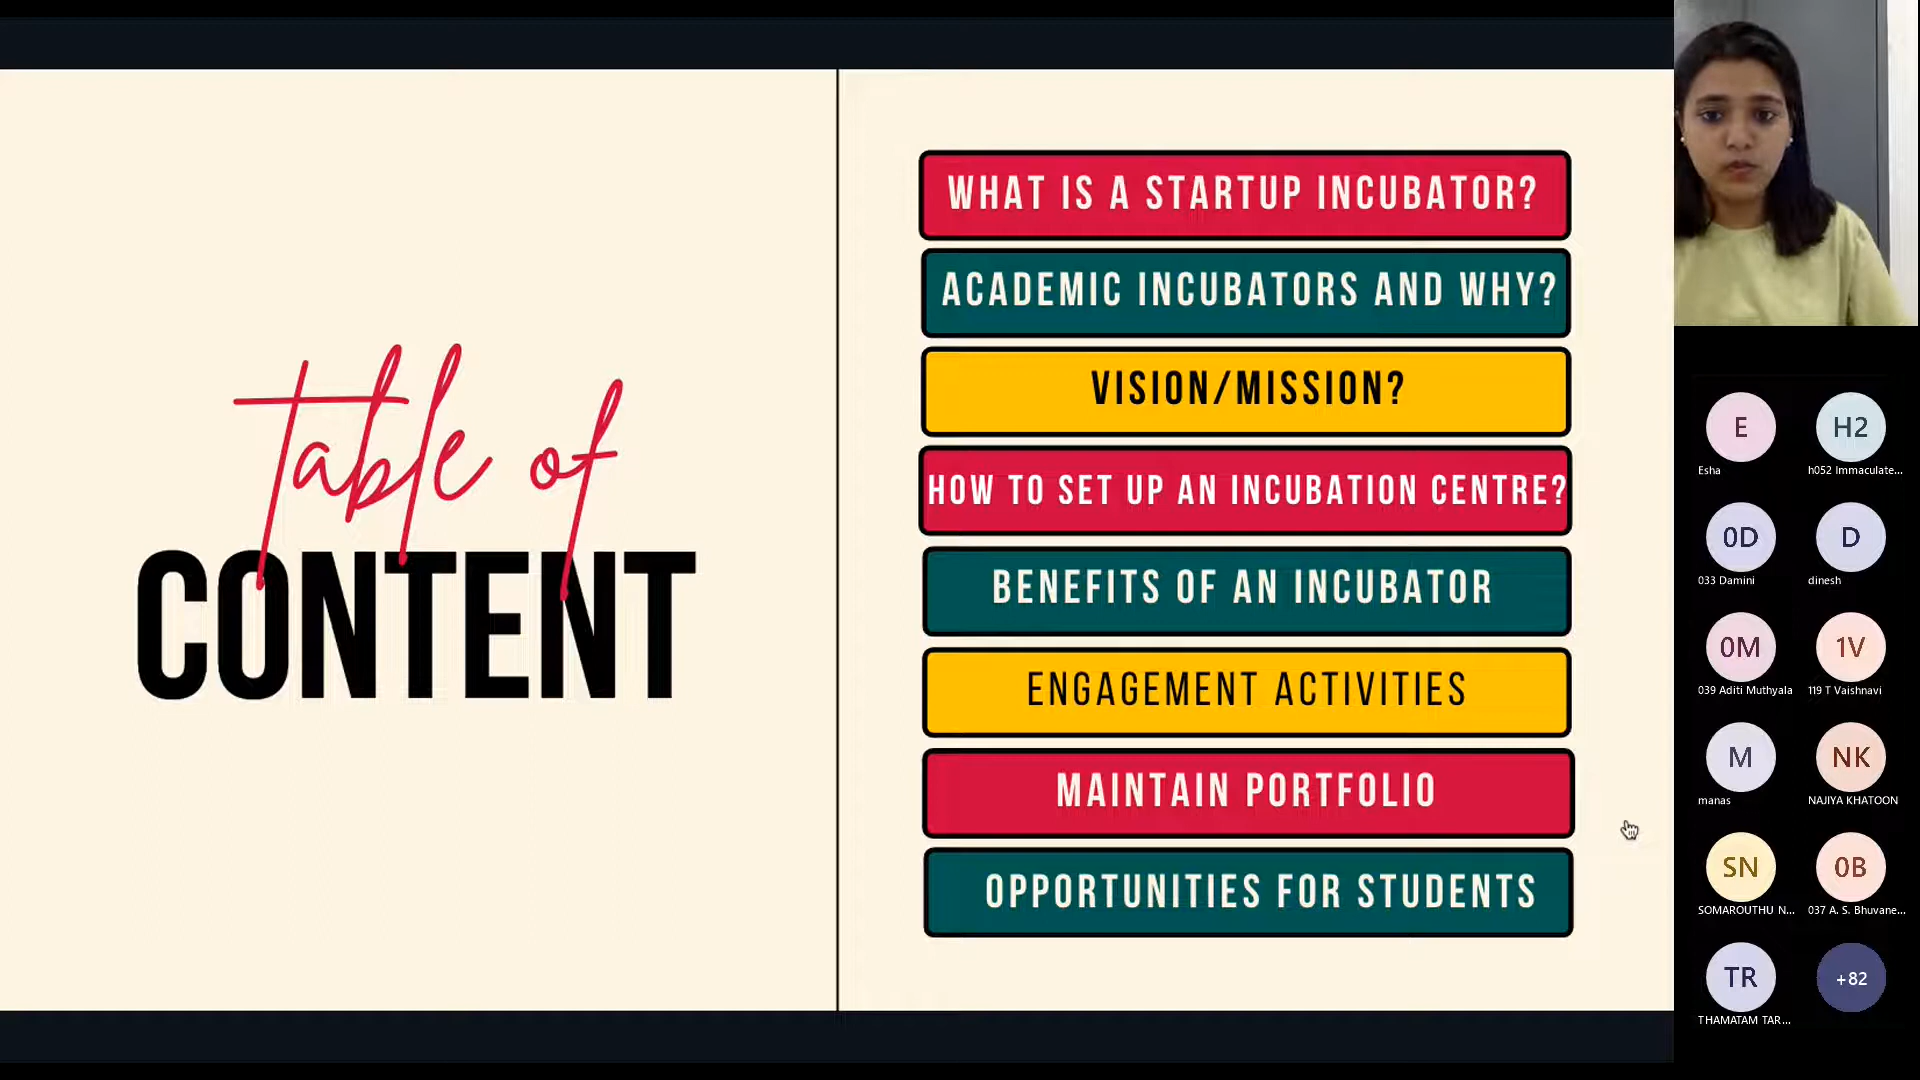 Table of
CONTENT
WHAT IS A STARTUP INCUBATOR?
ACADEMIC INCUBATORS AND WHY?
VISION/MISSION?
HOW TO SET UP AN INCUBATION CENTRE?
BENEFITS OF AN INCUBATOR
ENGAGEMENT ACTIVITIES
MAINTAIN PORTFOLIO
OPPORTUNITIES FOR STUDENTS
E
Esha
H2
h052 Immaculate...
0D
033 Damini
D
dinesh
0M
039 Aditi Muthyala
1V
119 T Vaishnavi
M
manas
NK
NAJIYA KHATOON
SN
SOMAROUTHU N...
0B
037 A. S. Bhuvane...
TR
THAMATAM TAR...
+82